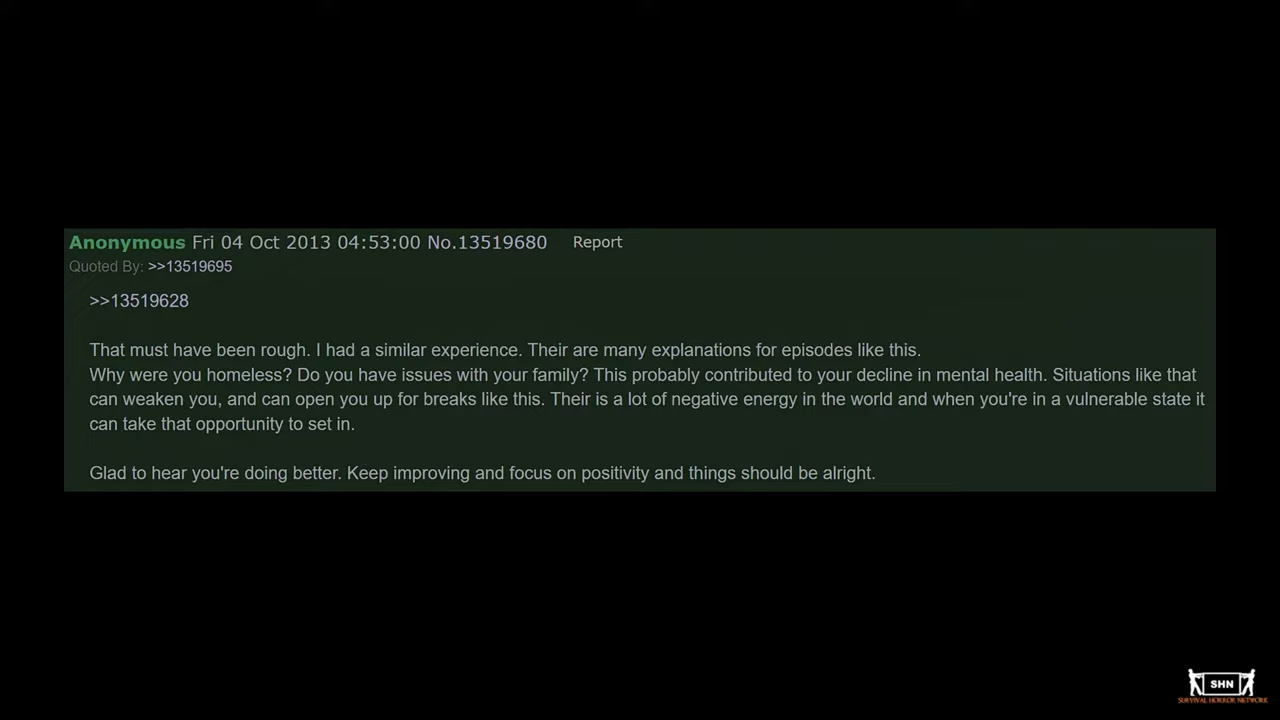 Anonymous Fri 04 Oct 2013 04:53:00 No.13519680 Report
Quoted By: >>13519695
>>13519628
That must have been rough. I had a similar experience. Their are many explanations for episodes like this.
Why were you homeless? Do you have issues with your family? This probably contributed to your decline in mental health. Situations like that
can weaken you, and can open you up for breaks like this. Their is a lot of negative energy in the world and when you're in a vulnerable state it
can take that opportunity to set in.
Glad to hear you're doing better. Keep improving and focus on positivity and things should be alright.
SHN
SURVIVAL HORROR NETWORK